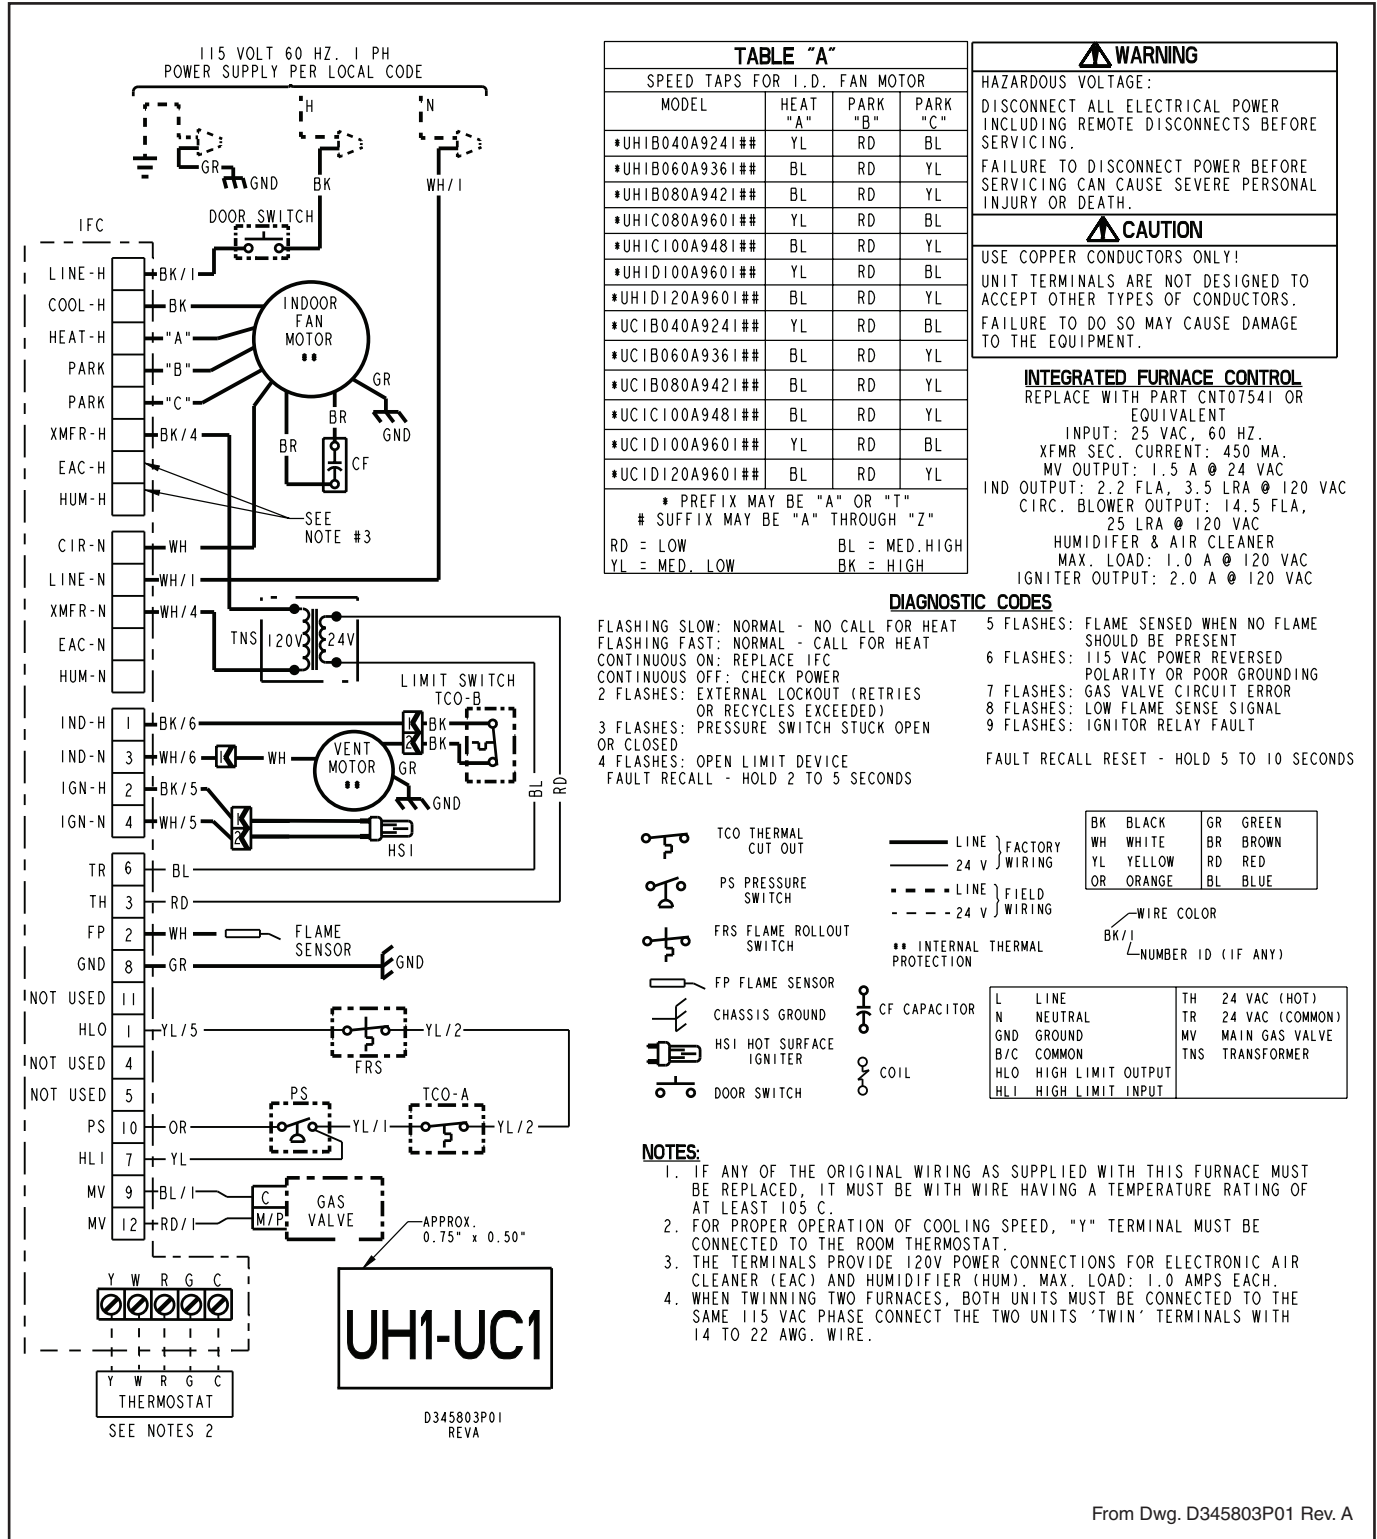 115 VOLT 60 HZ. 1 PH
POWER SUPPLY PER LOCAL CODE
H
N
GR
GND
BK
WH/1
DOOR SWITCH
IFC
LINE-H
BK/1
COOL-H
BK
HEAT-H
"A"
PARK
"B"
PARK
"C"
XMFR-H
BK/4
EAC-H
HUM-H
INDOOR
FAN
MOTOR
**
GR
GND
BR
BR
CF
SEE
NOTE #3
CIR-N
WH
LINE-N
WH/1
XMFR-N
WH/4
EAC-N
HUM-N
TNS
120V
24V
LIMIT SWITCH
TCO-B
IND-H
1
BK/6
1
BK
2
BK
IND-N
3
WH/6
1
WH
VENT
MOTOR
**
GR
GND
IGN-H
2
BK/5
1
IGN-N
4
WH/5
2
HSI
BL
RD
TR
6
BL
TH
3
RD
FP
2
WH
FLAME
SENSOR
GND
8
GR
GND
NOT USED
11
HLO
1
YL/5
YL/2
FRS
NOT USED
4
NOT USED
5
PS
TCO-A
PS
10
OR
YL/1
YL/2
HLI
7
YL
MV
9
BL/1
C
MV
12
RD/1
M/P
GAS
VALVE
APPROX.
0.75" x 0.50"
Y W R G C
UH1-UC1
Y W R G C
THERMOSTAT
SEE NOTES 2
D345803P01
REVA
TABLE "A"
SPEED TAPS FOR I.D. FAN MOTOR
MODEL HEAT "A" PARK "B" PARK "C"
*UH1B040A9241## YL RD BL
*UH1B060A9361## BL RD YL
*UH1B080A9421## BL RD YL
*UH1C080A9601## YL RD BL
*UH1C100A9481## BL RD YL
*UH1D100A9601## YL RD BL
*UH1D120A9601## BL RD YL
*UC1B040A9241## YL RD BL
*UC1B060A9361## BL RD YL
*UC1B080A9421## BL RD YL
*UC1C100A9481## BL RD YL
*UC1D100A9601## YL RD BL
*UC1D120A9601## BL RD YL
* PREFIX MAY BE "A" OR "T"
# SUFFIX MAY BE "A" THROUGH "Z"
RD = LOW BL = MED.HIGH
YL = MED. LOW BK = HIGH
WARNING
HAZARDOUS VOLTAGE:
DISCONNECT ALL ELECTRICAL POWER
INCLUDING REMOTE DISCONNECTS BEFORE
SERVICING.
FAILURE TO DISCONNECT POWER BEFORE
SERVICING CAN CAUSE SEVERE PERSONAL
INJURY OR DEATH.
CAUTION
USE COPPER CONDUCTORS ONLY!
UNIT TERMINALS ARE NOT DESIGNED TO
ACCEPT OTHER TYPES OF CONDUCTORS.
FAILURE TO DO SO MAY CAUSE DAMAGE
TO THE EQUIPMENT.
INTEGRATED FURNACE CONTROL
REPLACE WITH PART CNT07541 OR
EQUIVALENT
INPUT: 25 VAC, 60 HZ.
XFMR SEC. CURRENT: 450 MA.
MV OUTPUT: 1.5 A @ 24 VAC
IND OUTPUT: 2.2 FLA, 3.5 LRA @ 120 VAC
CIRC. BLOWER OUTPUT: 14.5 FLA,
25 LRA @ 120 VAC
HUMIDIFER & AIR CLEANER
MAX. LOAD: 1.0 A @ 120 VAC
IGNITER OUTPUT: 2.0 A @ 120 VAC
DIAGNOSTIC CODES
FLASHING SLOW: NORMAL - NO CALL FOR HEAT
FLASHING FAST: NORMAL - CALL FOR HEAT
CONTINUOUS ON: REPLACE IFC
CONTINUOUS OFF: CHECK POWER
2 FLASHES: EXTERNAL LOCKOUT (RETRIES
OR RECYCLES EXCEEDED)
3 FLASHES: PRESSURE SWITCH STUCK OPEN
OR CLOSED
4 FLASHES: OPEN LIMIT DEVICE
FAULT RECALL - HOLD 2 TO 5 SECONDS
5 FLASHES: FLAME SENSED WHEN NO FLAME
SHOULD BE PRESENT
6 FLASHES: 115 VAC POWER REVERSED
POLARITY OR POOR GROUNDING
7 FLASHES: GAS VALVE CIRCUIT ERROR
8 FLASHES: LOW FLAME SENSE SIGNAL
9 FLASHES: IGNITOR RELAY FAULT
FAULT RECALL RESET - HOLD 5 TO 10 SECONDS
TCO THERMAL
CUT OUT
PS PRESSURE
SWITCH
FRS FLAME ROLLOUT
SWITCH
FP FLAME SENSOR
CHASSIS GROUND
HSI HOT SURFACE
IGNITER
DOOR SWITCH
LINE
24 V
FACTORY
WIRING
LINE
24 V
FIELD
WIRING
** INTERNAL THERMAL
PROTECTION
CF CAPACITOR
COIL
BK BLACK GR GREEN
WH WHITE BR BROWN
YL YELLOW RD RED
OR ORANGE BL BLUE
WIRE COLOR
BK/1
NUMBER ID (IF ANY)
L LINE TH 24 VAC (HOT)
N NEUTRAL TR 24 VAC (COMMON)
GND GROUND MV MAIN GAS VALVE
B/C COMMON TNS TRANSFORMER
HLO HIGH LIMIT OUTPUT
HLI HIGH LIMIT INPUT
NOTES:
1. IF ANY OF THE ORIGINAL WIRING AS SUPPLIED WITH THIS FURNACE MUST
BE REPLACED, IT MUST BE WITH WIRE HAVING A TEMPERATURE RATING OF
AT LEAST 105 C.
2. FOR PROPER OPERATION OF COOLING SPEED, "Y" TERMINAL MUST BE
CONNECTED TO THE ROOM THERMOSTAT.
3. THE TERMINALS PROVIDE 120V POWER CONNECTIONS FOR ELECTRONIC AIR
CLEANER (EAC) AND HUMIDIFIER (HUM). MAX. LOAD: 1.0 AMPS EACH.
4. WHEN TWINNING TWO FURNACES, BOTH UNITS MUST BE CONNECTED TO THE
SAME 115 VAC PHASE CONNECT THE TWO UNITS 'TWIN' TERMINALS WITH
14 TO 22 AWG. WIRE.
From Dwg. D345803P01 Rev. A